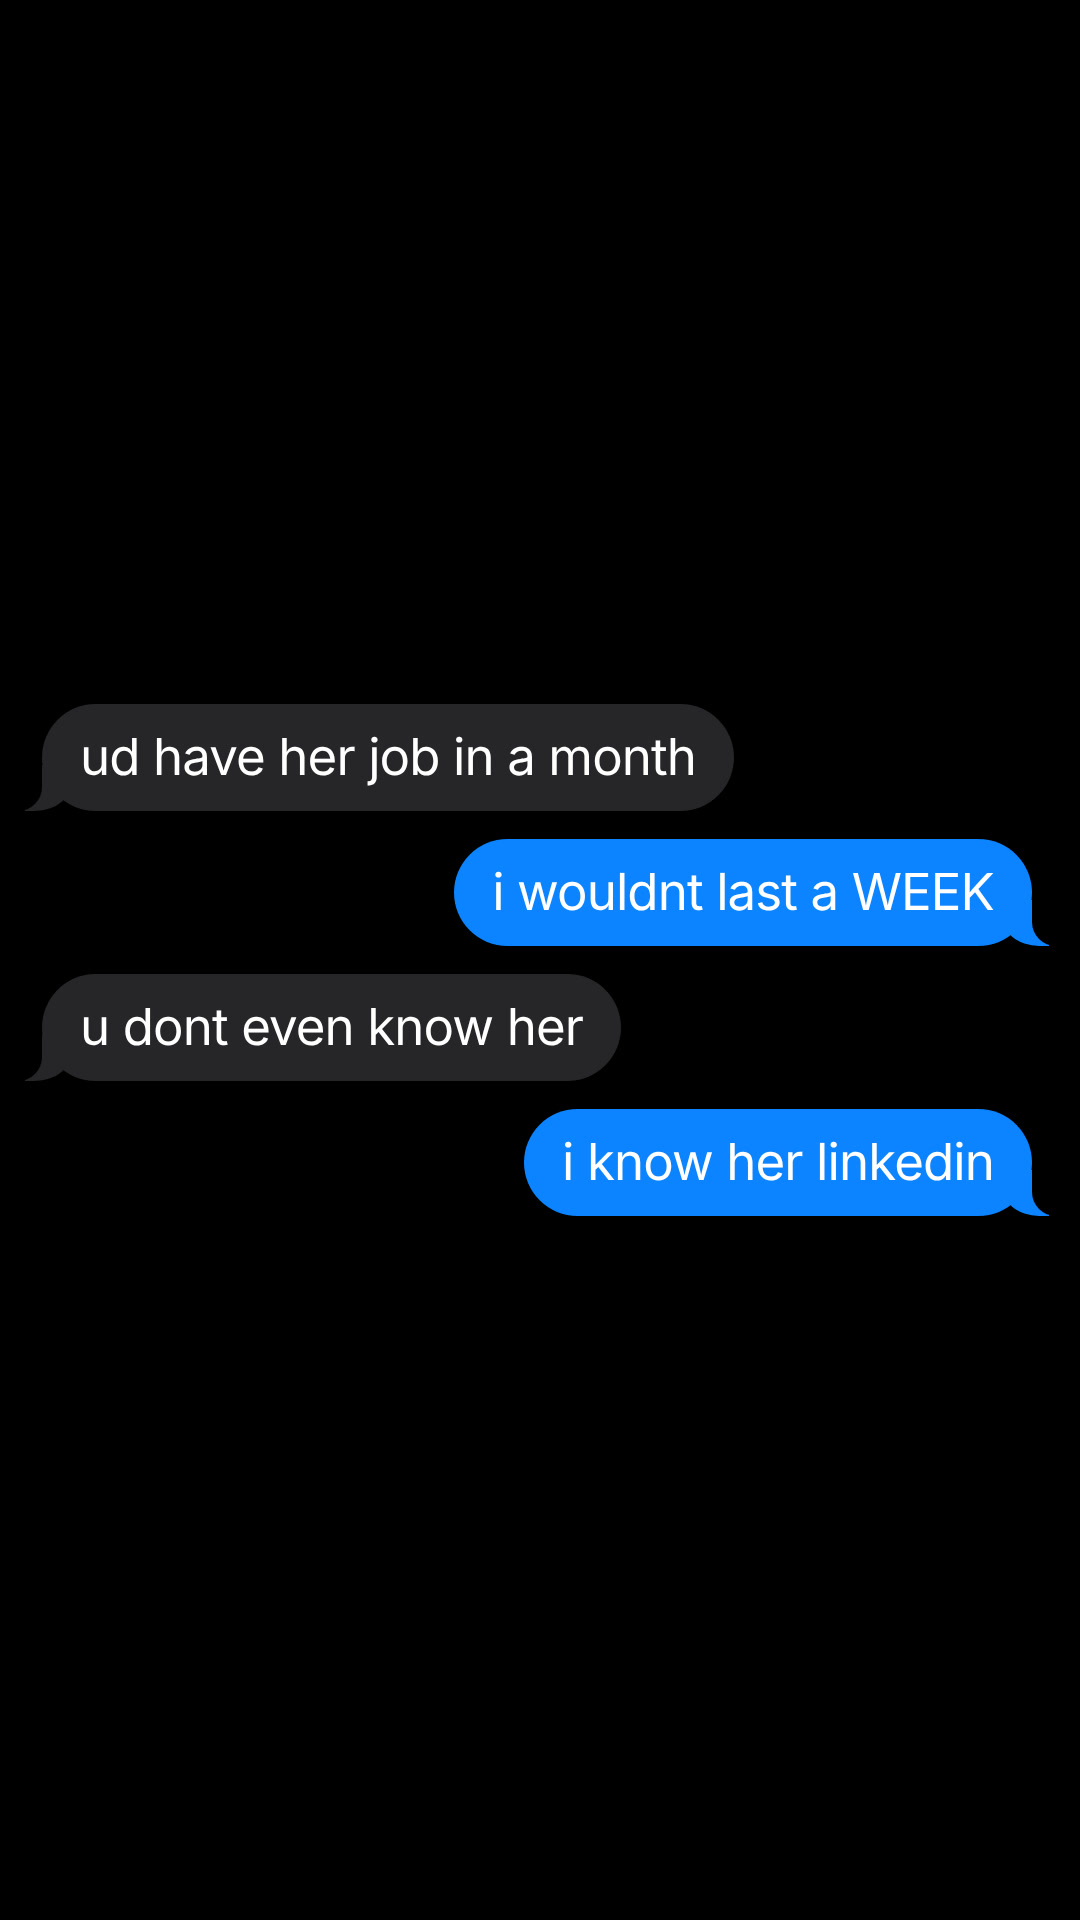 ud have her job in a month
i wouldnt last a WEEK
u dont even know her
i know her linkedin